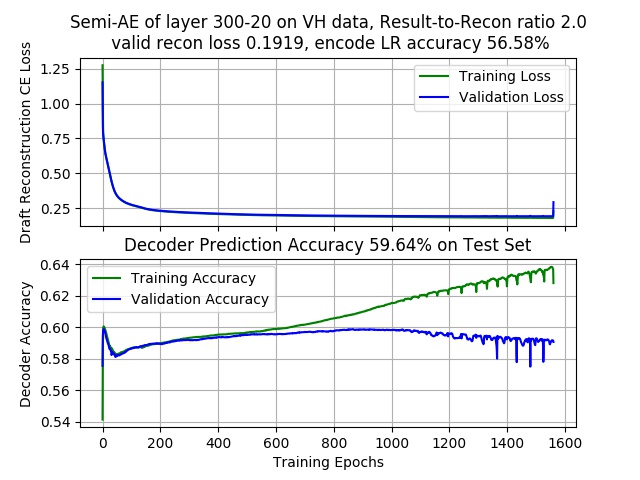 Semi-AE of layer 300-20 on VH data, Result-to-Recon ratio 2.0
valid recon loss 0.1919, encode LR accuracy 56.58%
Draft Reconstruction CE Loss
1.25
1.00
0.75
0.50
0.25
Training Loss
Validation Loss
Decoder Prediction Accuracy 59.64% on Test Set
Decoder Accuracy
0.64
0.62
0.60
0.58
0.56
0.54
Training Accuracy
Validation Accuracy
0 200 400 600 800 1000 1200 1400 1600
Training Epochs